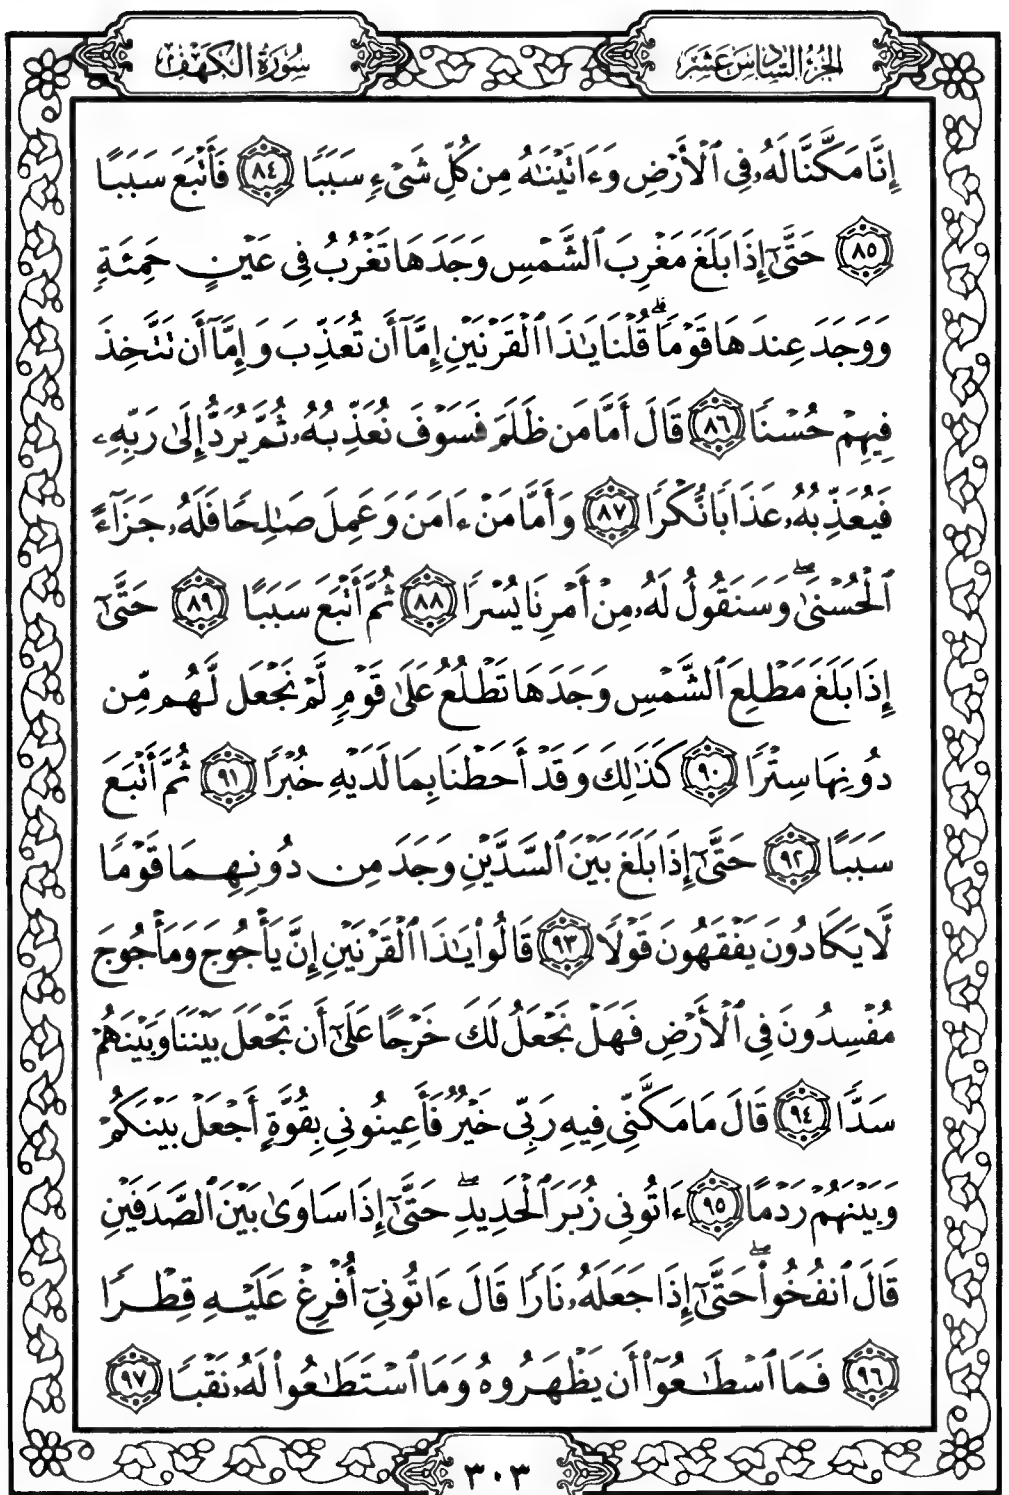 الجزء السادس عشر
سورة الكهف
إِنَّا مَكَّنَّا لَهُۥ فِي ٱلْأَرْضِ وَءَاتَيْنَٰهُ مِن كُلِّ شَىْءٍ سَبَبًا ٨٤ فَأَتْبَعَ سَبَبًا
٨٥ حَتَّىٰٓ إِذَا بَلَغَ مَغْرِبَ ٱلشَّمْسِ وَجَدَهَا تَغْرُبُ فِي عَيْنٍ حَمِئَةٍ
وَوَجَدَ عِندَهَا قَوْمًا ۗ قُلْنَا يَٰذَا ٱلْقَرْنَيْنِ إِمَّآ أَن تُعَذِّبَ وَإِمَّآ أَن تَتَّخِذَ
فِيهِمْ حُسْنًا ٨٦ قَالَ أَمَّا مَن ظَلَمَ فَسَوْفَ نُعَذِّبُهُۥ ثُمَّ يُرَدُّ إِلَىٰ رَبِّهِۦ
فَيُعَذِّبُهُۥ عَذَابًا نُّكْرًا ٨٧ وَأَمَّا مَنْ ءَامَنَ وَعَمِلَ صَٰلِحًا فَلَهُۥ جَزَآءً
ٱلْحُسْنَىٰ ۖ وَسَنَقُولُ لَهُۥ مِنْ أَمْرِنَا يُسْرًا ٨٨ ثُمَّ أَتْبَعَ سَبَبًا ٨٩ حَتَّىٰٓ
إِذَا بَلَغَ مَطْلِعَ ٱلشَّمْسِ وَجَدَهَا تَطْلُعُ عَلَىٰ قَوْمٍ لَّمْ نَجْعَل لَّهُم مِّن
دُونِهَا سِتْرًا ٩٠ كَذَٰلِكَ وَقَدْ أَحَطْنَا بِمَا لَدَيْهِ خُبْرًا ٩١ ثُمَّ أَتْبَعَ
سَبَبًا ٩٢ حَتَّىٰٓ إِذَا بَلَغَ بَيْنَ ٱلسَّدَّيْنِ وَجَدَ مِن دُونِهِمَا قَوْمًا
لَّا يَكَادُونَ يَفْقَهُونَ قَوْلًا ٩٣ قَالُوا۟ يَٰذَا ٱلْقَرْنَيْنِ إِنَّ يَأْجُوجَ وَمَأْجُوجَ
مُفْسِدُونَ فِي ٱلْأَرْضِ فَهَلْ نَجْعَلُ لَكَ خَرْجًا عَلَىٰٓ أَن تَجْعَلَ بَيْنَنَا وَبَيْنَهُمْ
سَدًّا ٩٤ قَالَ مَا مَكَّنِّي فِيهِ رَبِّي خَيْرٌ فَأَعِينُونِي بِقُوَّةٍ أَجْعَلْ بَيْنَكُمْ
وَبَيْنَهُمْ رَدْمًا ٩٥ ءَاتُونِي زُبَرَ ٱلْحَدِيدِ ۖ حَتَّىٰٓ إِذَا سَاوَىٰ بَيْنَ ٱلصَّدَفَيْنِ
قَالَ ٱنفُخُوا۟ ۖ حَتَّىٰٓ إِذَا جَعَلَهُۥ نَارًا قَالَ ءَاتُونِيٓ أُفْرِغْ عَلَيْهِ قِطْرًا
٩٦ فَمَا ٱسْطَٰعُوٓا۟ أَن يَظْهَرُوهُ وَمَا ٱسْتَطَٰعُوا۟ لَهُۥ نَقْبًا ٩٧
٣٠٣